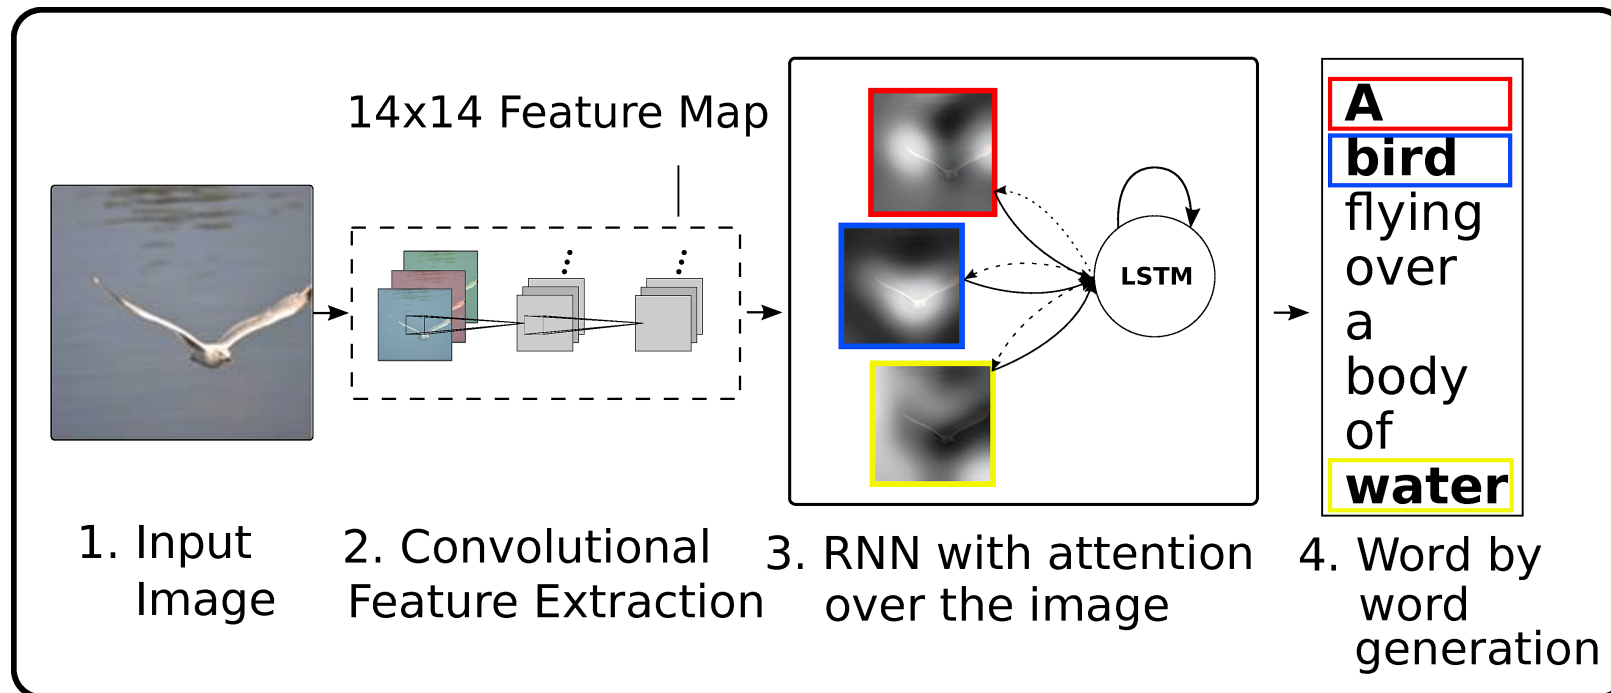 14x14 Feature Map
LSTM
A
bird
flying
over
a
body
of
water
1. Input
Image
2. Convolutional
Feature Extraction
3. RNN with attention
over the image
4. Word by
word
generation